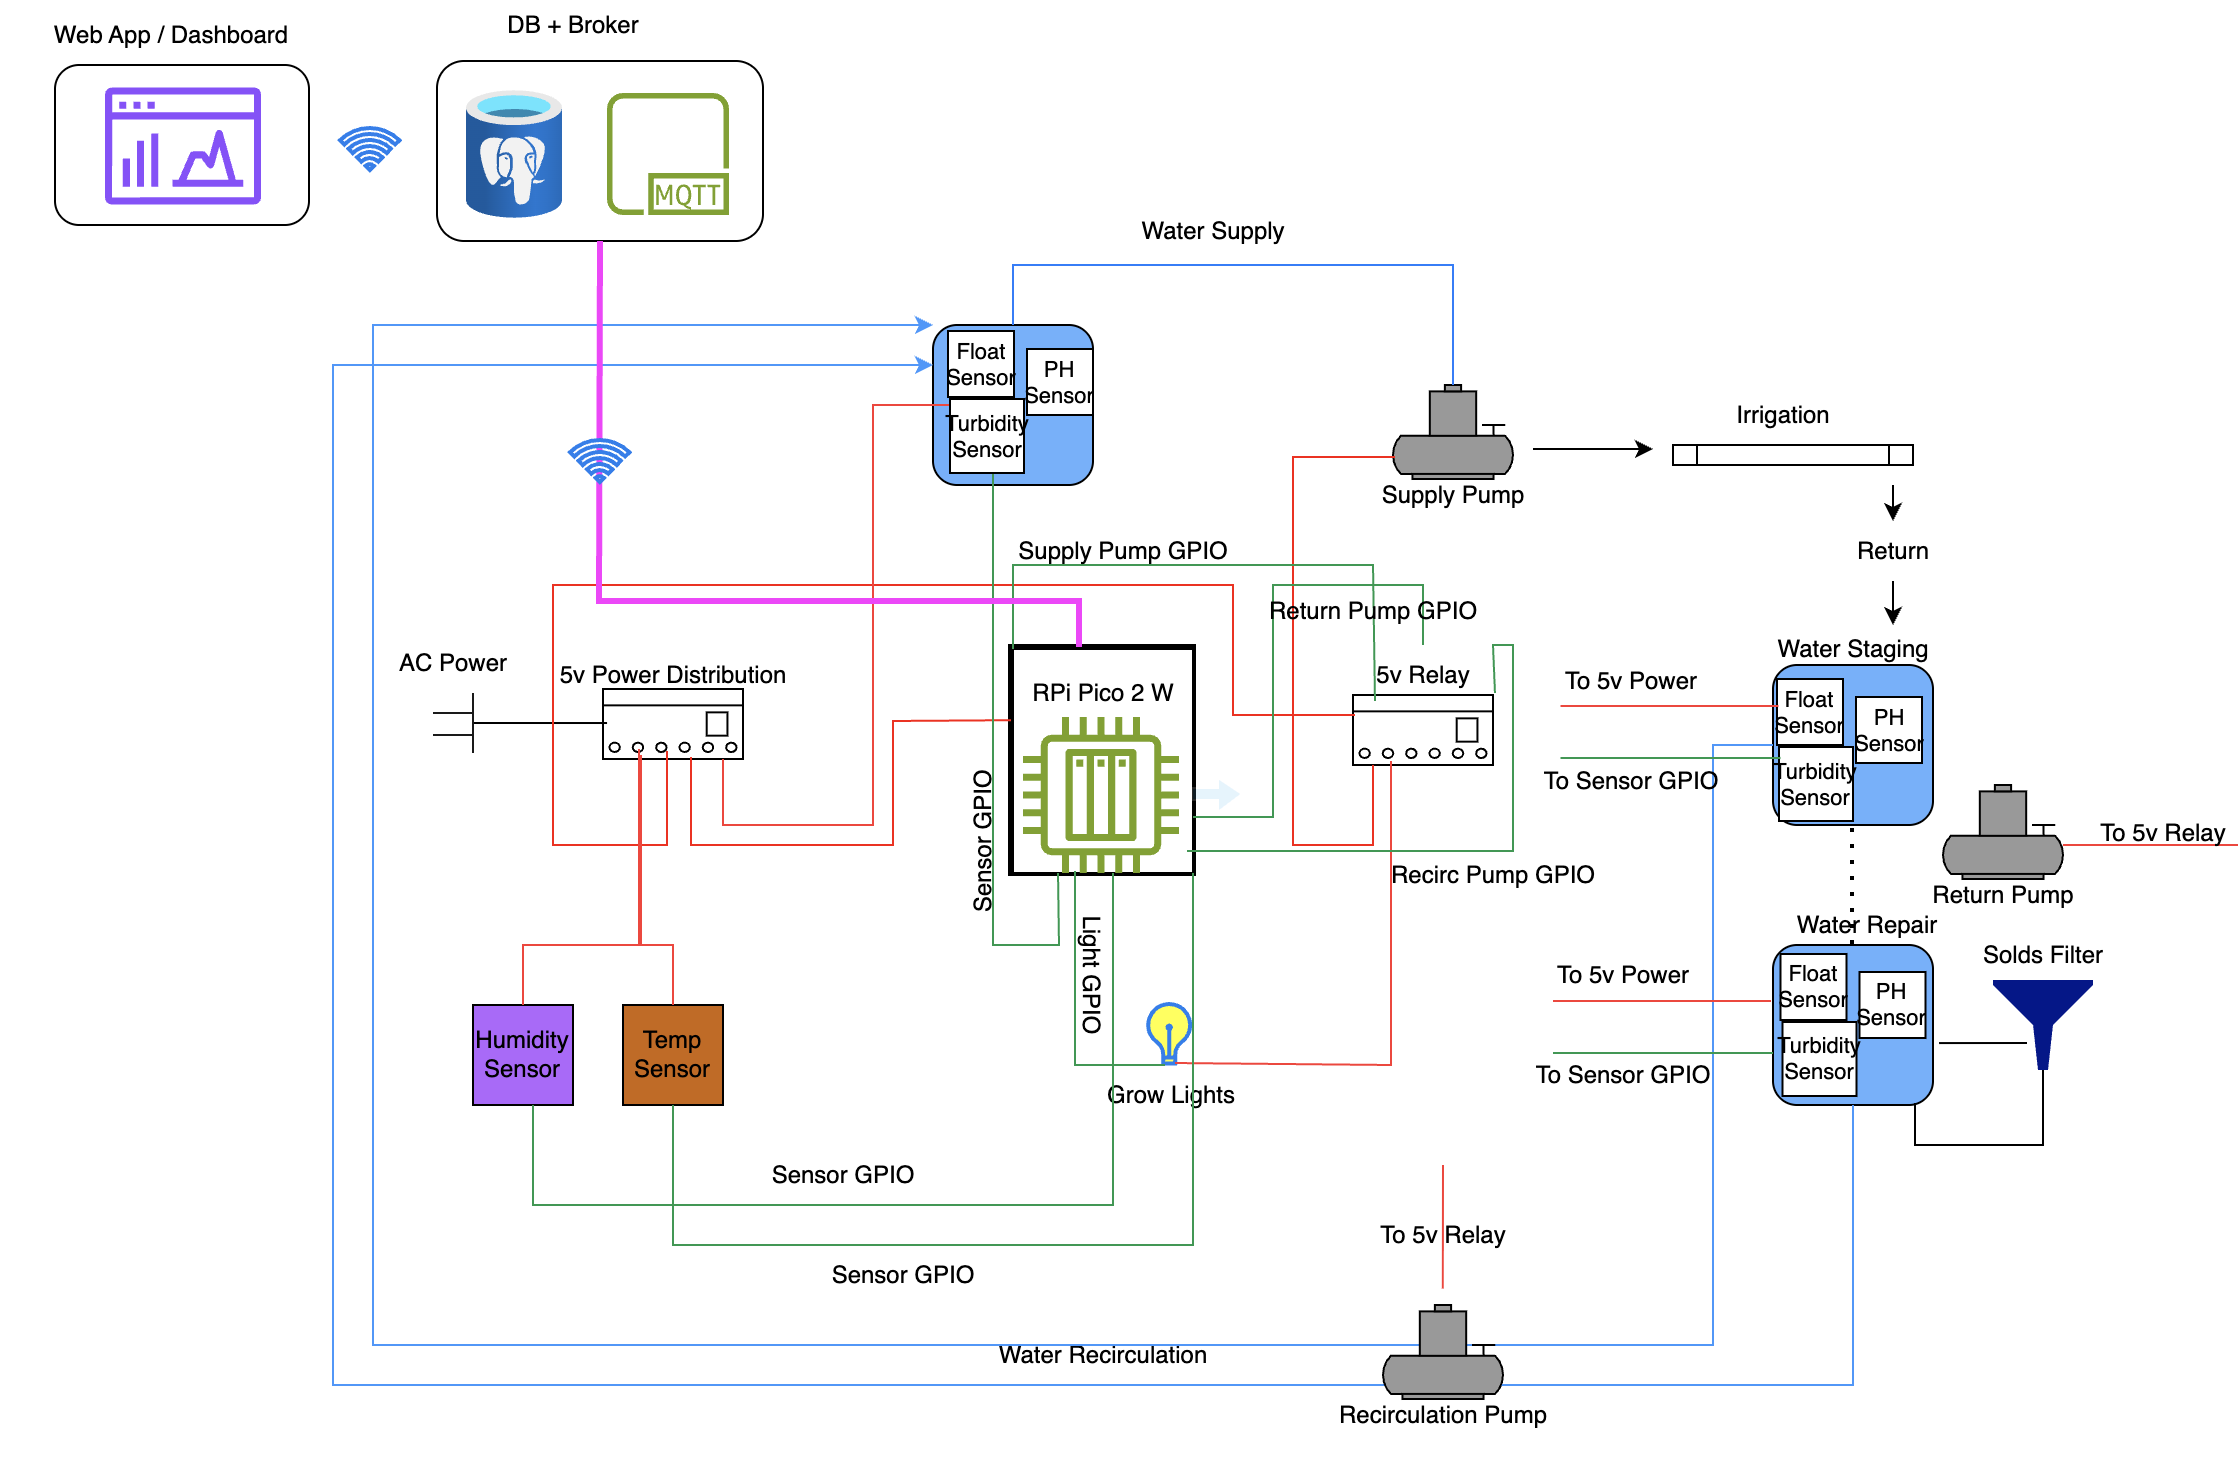 Web App / Dashboard
DB + Broker
MQTT
Water Supply
Float
Sensor
PH
Sensor
Turbidity
Sensor
Irrigation
Supply Pump
Supply Pump GPIO
Return
Return Pump GPIO
AC Power
5v Power Distribution
RPi Pico 2 W
5v Relay
Water Staging
To 5v Power
Float
Sensor
PH
Sensor
To Sensor GPIO
Turbidity
Sensor
Sensor GPIO
To 5v Relay
Recirc Pump GPIO
Return Pump
Light GPIO
Water Repair
Solds Filter
To 5v Power
Float
Sensor
PH
Sensor
To Sensor GPIO
Turbidity
Sensor
Humidity
Sensor
Temp
Sensor
Grow Lights
Sensor GPIO
To 5v Relay
Sensor GPIO
Water Recirculation
Recirculation Pump